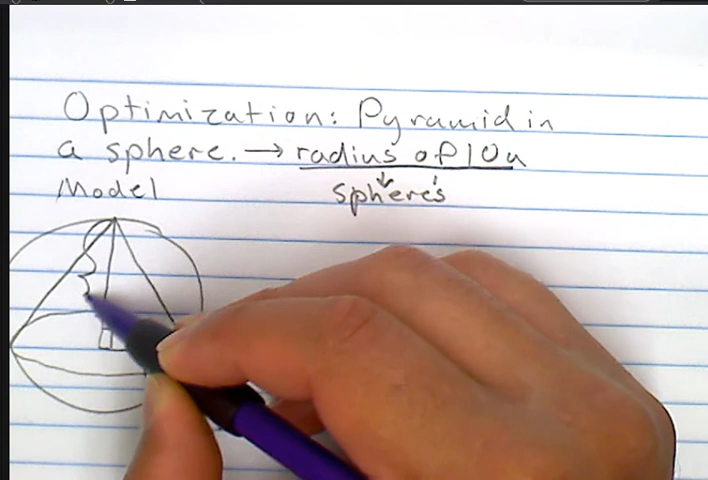 Optimization: Pyramid in
a sphere. → radius of 10u
Model sphere's